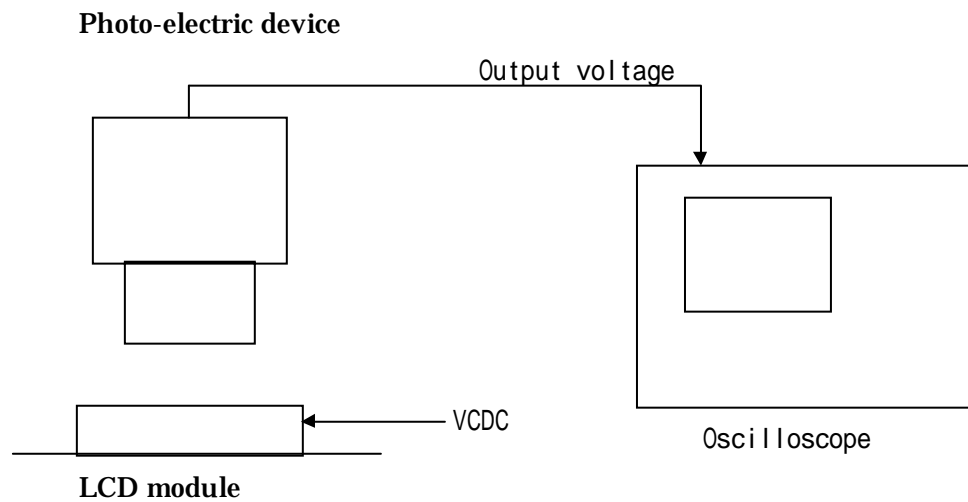 Photo-electric device
Output voltage
VCDC
Oscilloscope
LCD module